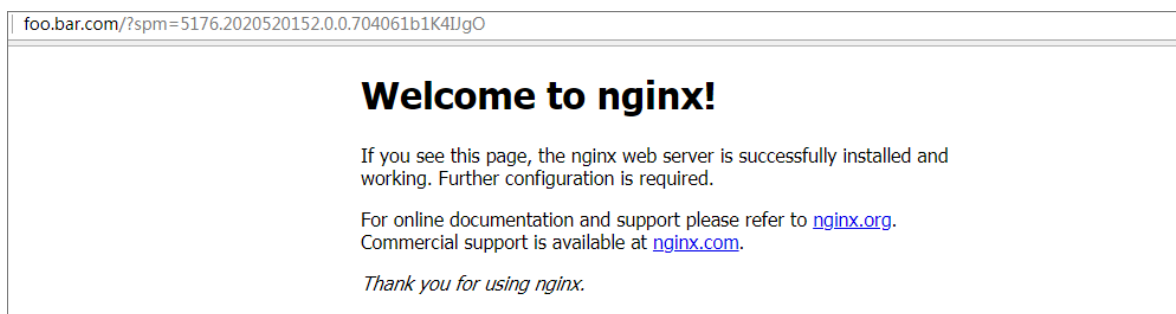 foo.bar.com/?spm=5176.2020520152.0.0.704061b1K4IJgO
Welcome to nginx!
If you see this page, the nginx web server is successfully installed and
working. Further configuration is required.
For online documentation and support please refer to nginx.org.
Commercial support is available at nginx.com.
Thank you for using nginx.